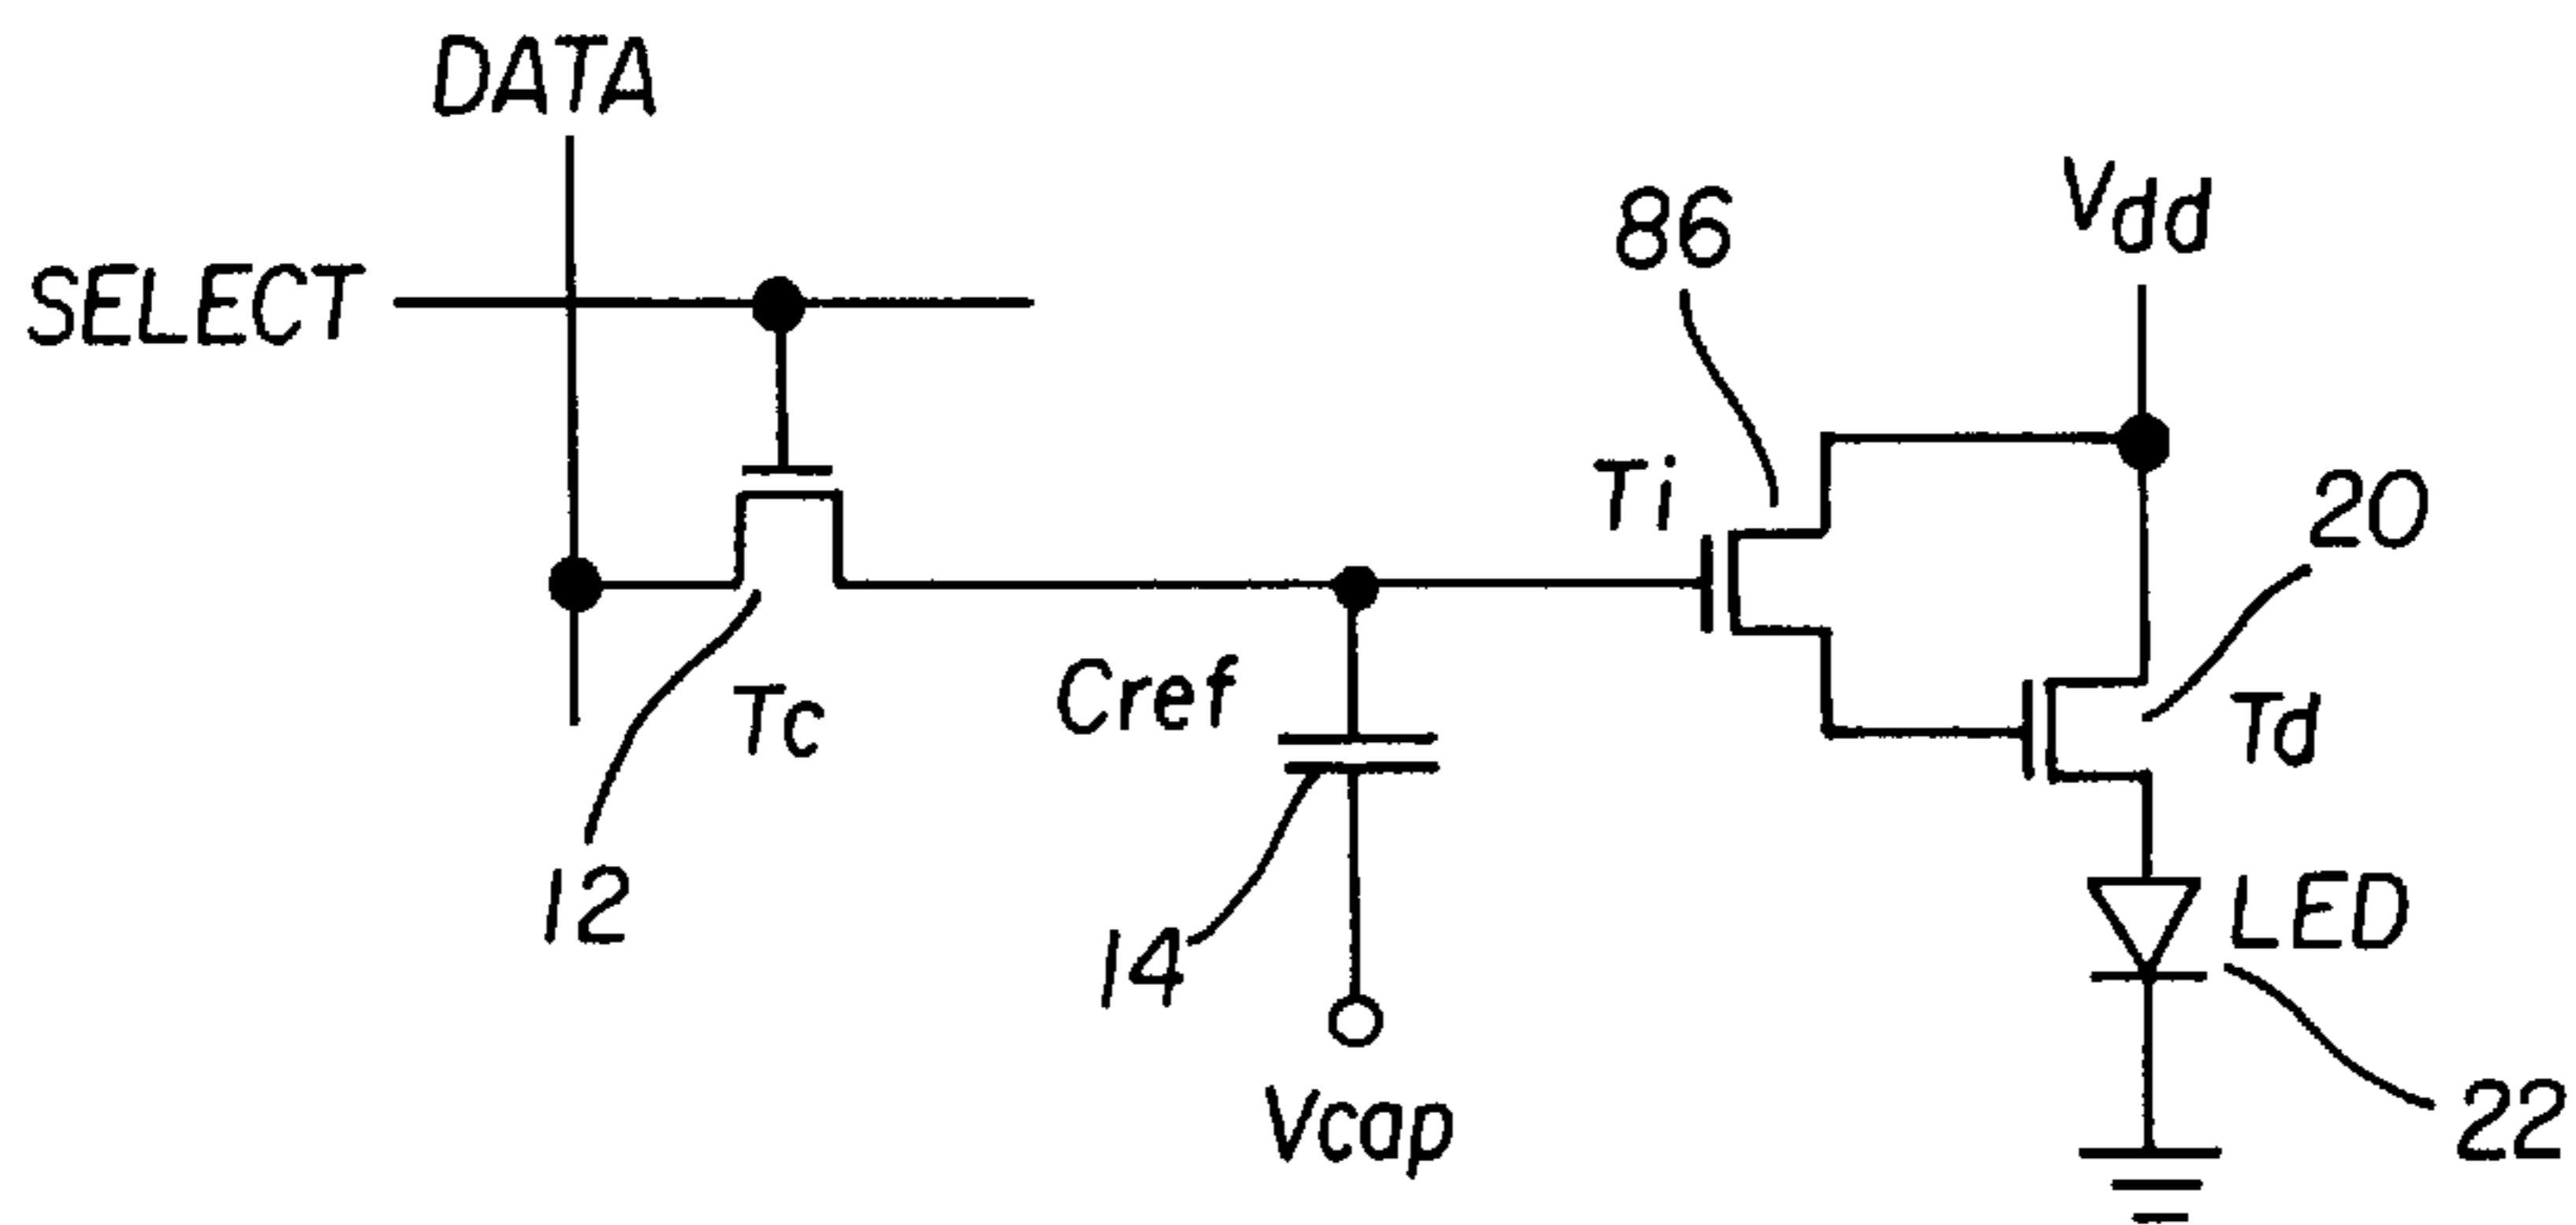 DATA
SELECT
86
Vdd
Ti
20
Cref
Tc
Td
12
14
LED
Vcap
22